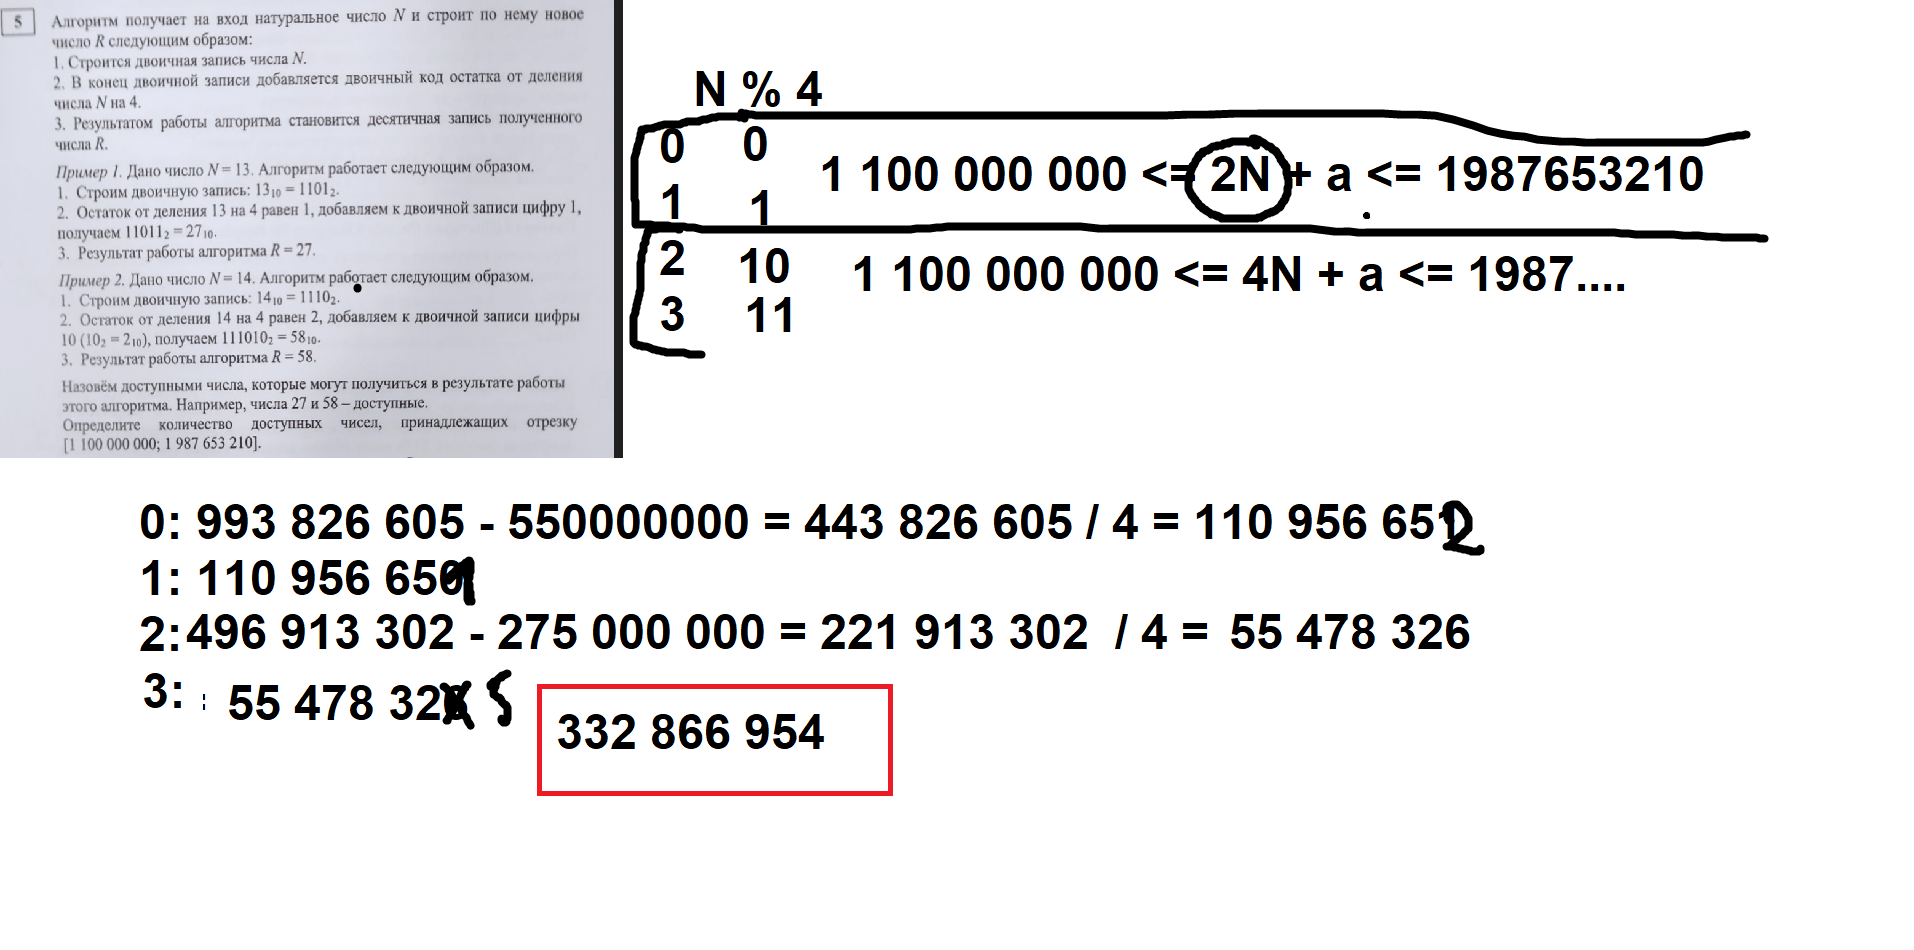 5
Алгоритм получает на вход натуральное число N и строит по нему новое
число R следующим образом:
1. Строится двоичная запись числа N.
2. В конец двоичной записи добавляется двоичный код остатка от деления
числа N на 4.
3. Результатом работы алгоритма становится десятичная запись полученного
числа R.
Пример 1. Дано число N = 13. Алгоритм работает следующим образом.
1. Строим двоичную запись: 13₁₀ = 1101₂.
2. Остаток от деления 13 на 4 равен 1, добавляем к двоичной записи цифру 1,
получаем 11011₂ = 27₁₀.
3. Результат работы алгоритма R = 27.
Пример 2. Дано число N = 14. Алгоритм работает следующим образом.
1. Строим двоичную запись: 14₁₀ = 1110₂.
2. Остаток от деления 14 на 4 равен 2, добавляем к двоичной записи цифры
10 (10₂ = 2₁₀), получаем 111010₂ = 58₁₀.
3. Результат работы алгоритма R = 58.
Назовём доступными числа, которые могут получиться в результате работы
этого алгоритма. Например, числа 27 и 58 – доступные.
Определите количество доступных чисел, принадлежащих отрезку
[1 100 000 000; 1 987 653 210].
N % 4
0 0
1 1
1 100 000 000 <= 2N + a <= 1987653210
2 10
3 11
1 100 000 000 <= 4N + a <= 1987....
0: 993 826 605 - 550000000 = 443 826 605 / 4 = 110 956 652
1: 110 956 651
2: 496 913 302 - 275 000 000 = 221 913 302 / 4 = 55 478 326
3: 55 478 32 5
332 866 954